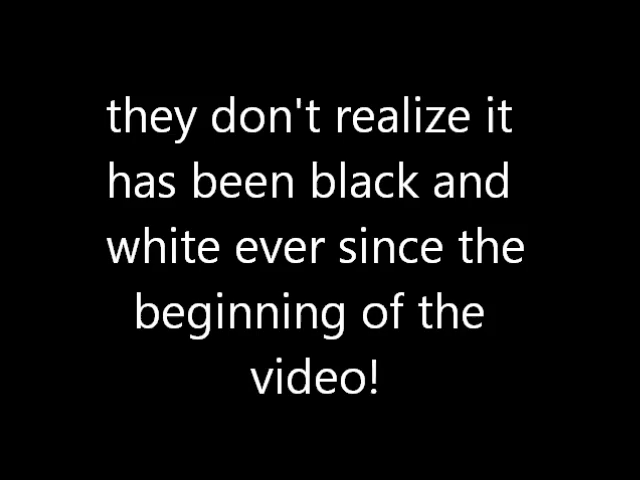 they don't realize it
has been black and
white ever since the
beginning of the
video!